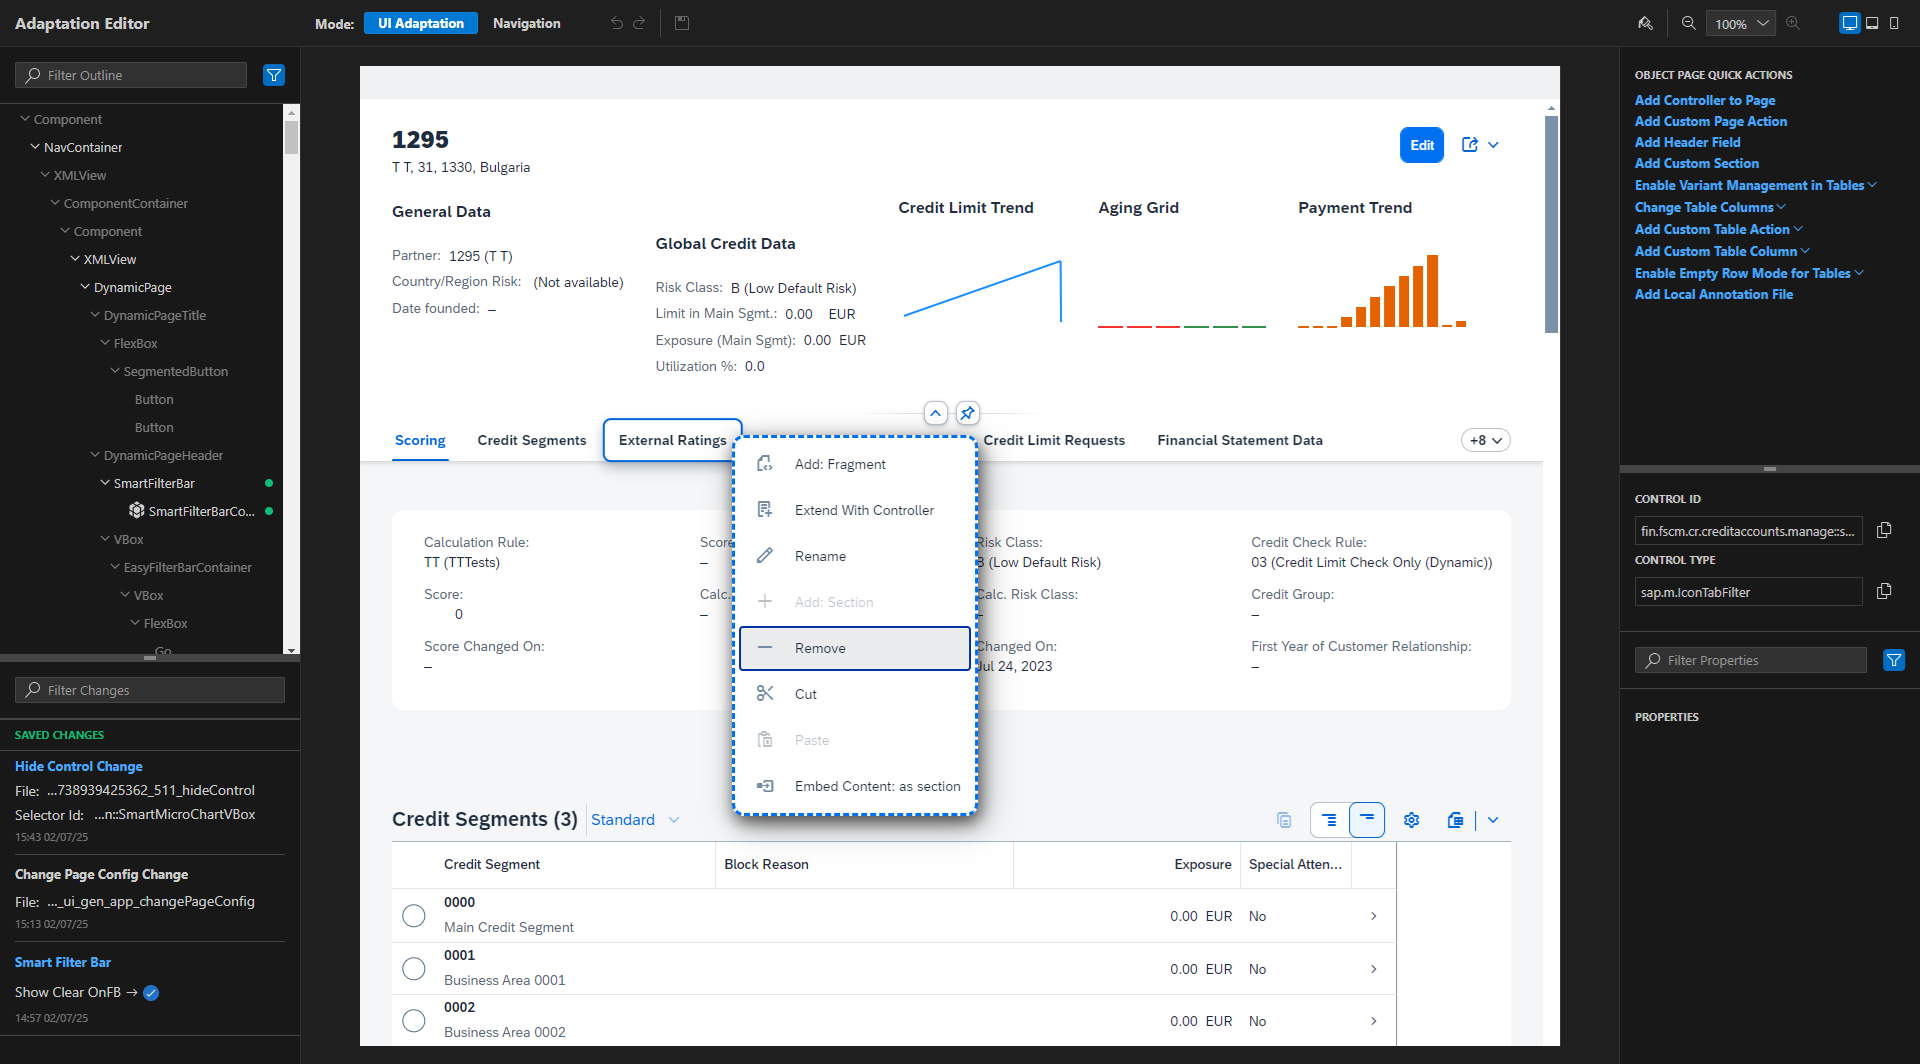 Adaptation Editor
Mode: UI Adaptation Navigation
100%
Filter Outline
Component
NavContainer
XMLView
ComponentContainer
Component
XMLView
DynamicPage
DynamicPageTitle
FlexBox
SegmentedButton
Button
Button
DynamicPageHeader
SmartFilterBar
SmartFilterBarCo...
VBox
EasyFilterBarContainer
VBox
FlexBox
Go
Filter Changes
SAVED CHANGES
Hide Control Change
File: ...738939425362_511_hideControl
Selector Id: ...n::SmartMicroChartVBox
15:43 02/07/25
Change Page Config Change
File: ..._ui_gen_app_changePageConfig
15:13 02/07/25
Smart Filter Bar
Show Clear OnFB →
14:57 02/07/25
1295
T T, 31, 1330, Bulgaria
Edit
General Data
Partner: 1295 (T T)
Country/Region Risk: (Not available)
Date founded: –
Global Credit Data
Risk Class: B (Low Default Risk)
Limit in Main Sgmt.: 0.00 EUR
Exposure (Main Sgmt): 0.00 EUR
Utilization %: 0.0
Credit Limit Trend
Aging Grid
Payment Trend
Scoring
Credit Segments
External Ratings
Credit Limit Requests
Financial Statement Data
+8
Add: Fragment
Extend With Controller
Rename
Add: Section
Remove
Cut
Paste
Embed Content: as section
Calculation Rule:
TT (TTTests)
Score:
0
Score Changed On:
–
Score
–
Calc.
–
Risk Class:
B (Low Default Risk)
Calc. Risk Class:
–
Changed On:
Jul 24, 2023
Credit Check Rule:
03 (Credit Limit Check Only (Dynamic))
Credit Group:
–
First Year of Customer Relationship:
–
Credit Segments (3) Standard
Credit Segment Block Reason Exposure Special Atten...
0000
Main Credit Segment 0.00 EUR No
0001
Business Area 0001 0.00 EUR No
0002
Business Area 0002 0.00 EUR No
OBJECT PAGE QUICK ACTIONS
Add Controller to Page
Add Custom Page Action
Add Header Field
Add Custom Section
Enable Variant Management in Tables
Change Table Columns
Add Custom Table Action
Add Custom Table Column
Enable Empty Row Mode for Tables
Add Local Annotation File
CONTROL ID
fin.fscm.cr.creditaccounts.manage::s...
CONTROL TYPE
sap.m.IconTabFilter
Filter Properties
PROPERTIES